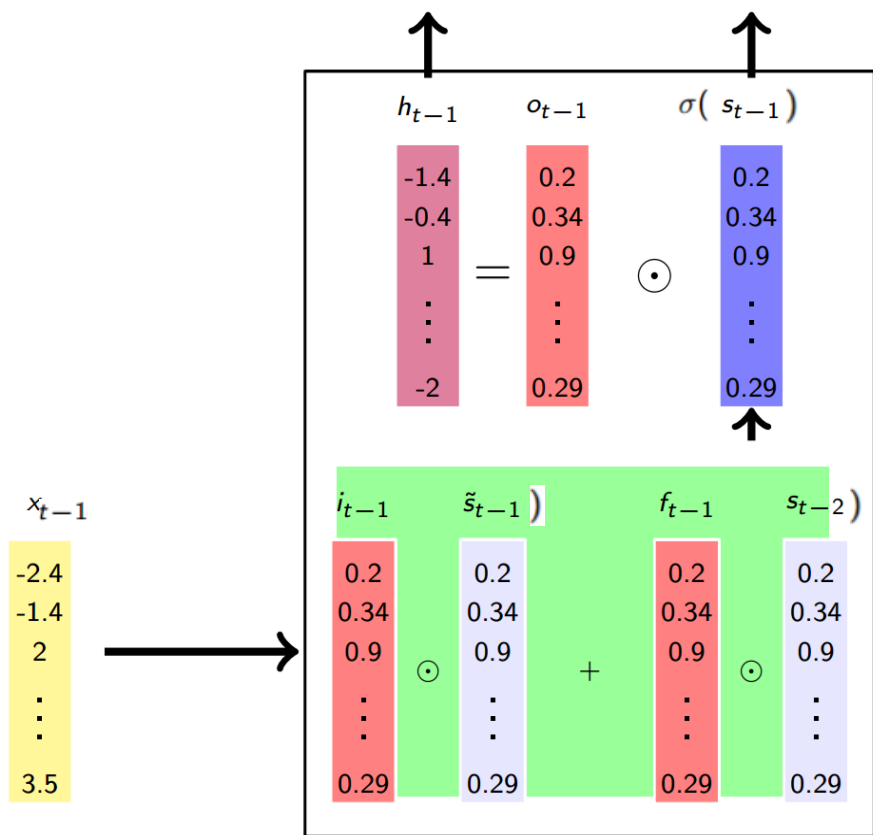 h_{t−1} o_{t−1} σ( s_{t−1})
-1.4 0.2 0.2
-0.4 0.34 0.34
1 0.9 0.9
= ⊙
⋮ ⋮ ⋮
-2 0.29 0.29
x_{t−1} i_{t−1} s̃_{t−1}) f_{t−1} s_{t−2})
-2.4 0.2 0.2 0.2 0.2
-1.4 0.34 0.34 0.34 0.34
2 0.9 0.9 0.9 0.9
⊙ + ⊙
⋮ ⋮ ⋮ ⋮ ⋮
3.5 0.29 0.29 0.29 0.29